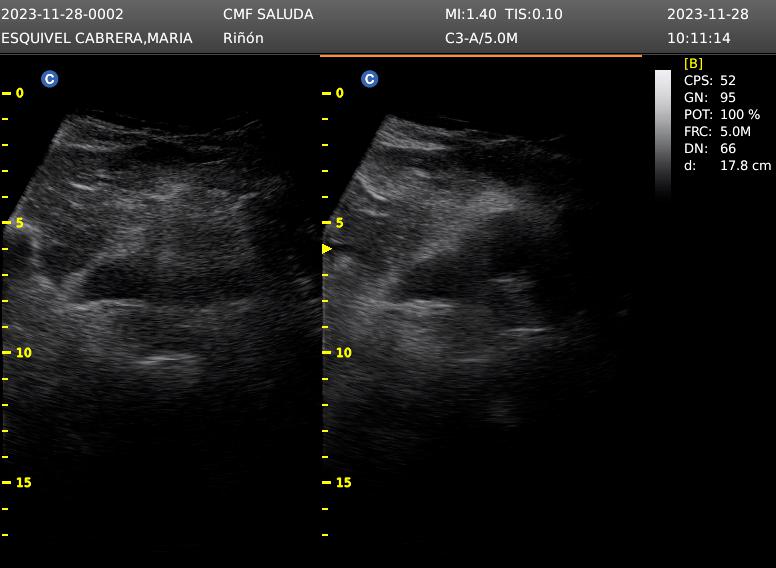 2023-11-28-0002 CMF SALUDA MI:1.40 TIS:0.10 2023-11-28
ESQUIVEL CABRERA,MARIA Riñón C3-A/5.0M 10:11:14
[B]
C C
CPS: 52
0 0
GN: 95
POT: 100 %
FRC: 5.0M
DN: 66
d: 17.8 cm
5 5
10 10
15 15